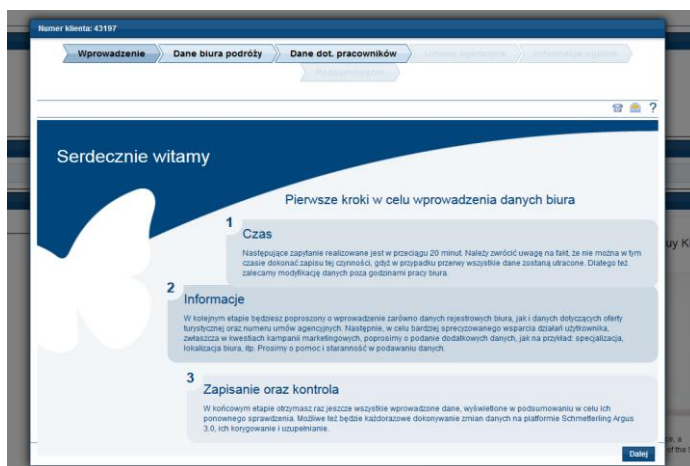 Numer klienta: 43197
Wprowadzenie
Dane biura podróży
Dane dot. pracowników
Umowy agencyjne
Informacje ogólne
Podsumowanie
?
Serdecznie witamy
Pierwsze kroki w celu wprowadzenia danych biura
1
Czas
Następujące zapytanie realizowane jest w przeciągu 20 minut. Należy zwrócić uwagę na fakt, że nie można w tym
czasie dokonać zapisu tej czynności, gdyż w przypadku przerwy wszystkie dane zostaną utracone. Dlatego też
zalecamy modyfikację danych poza godzinami pracy biura.
2
Informacje
W kolejnym etapie będziesz poproszony o wprowadzenie zarówno danych rejestrowych biura, jak i danych dotyczących oferty
turystycznej oraz numeru umów agencyjnych. Następnie, w celu bardziej sprecyzowanego wsparcia działań użytkownika,
zwłaszcza w kwestiach kampanii marketingowych, poprosimy o podanie dodatkowych danych, jak na przykład: specjalizacja,
lokalizacja biura, itp. Prosimy o pomoc i staranność w podawaniu danych.
3
Zapisanie oraz kontrola
W końcowym etapie otrzymasz raz jeszcze wszystkie wprowadzone dane, wyświetlone w podsumowaniu w celu ich
ponownego sprawdzenia. Możliwe też będzie każdorazowe dokonywanie zmian danych na platformie Schmetterling Argus
3.0, ich korygowanie i uzupełnianie.
Dalej